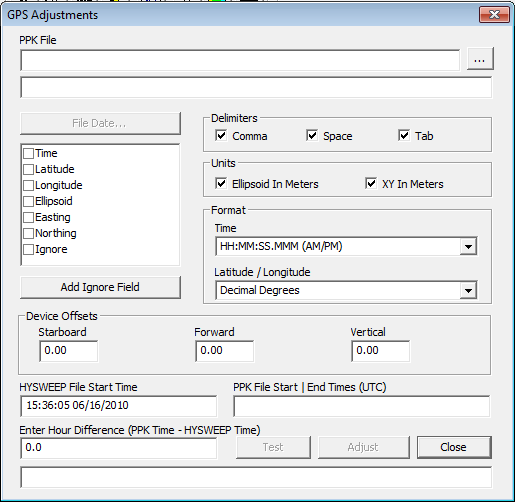 GPS Adjustments
PPK File
...
File Date...
Time
Latitude
Longitude
Ellipsoid
Easting
Northing
Ignore
Add Ignore Field
Delimiters
Comma Space Tab
Units
Ellipsoid In Meters XY In Meters
Format
Time
HH:MM:SS.MMM (AM/PM)
Latitude / Longitude
Decimal Degrees
Device Offsets
Starboard Forward Vertical
0.00 0.00 0.00
HYSWEEP File Start Time PPK File Start | End Times (UTC)
15:36:05 06/16/2010
Enter Hour Difference (PPK Time - HYSWEEP Time)
0.0 Test Adjust Close